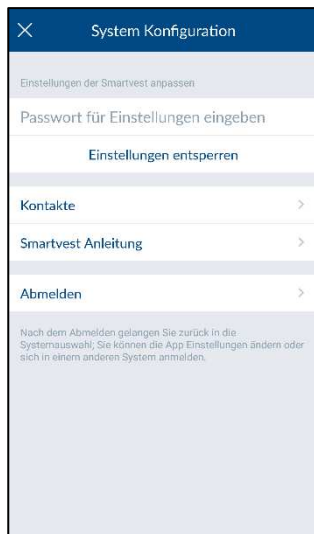 System Konfiguration
Einstellungen der Smartvest anpassen
Passwort für Einstellungen eingeben
Einstellungen entsperren
Kontakte
Smartvest Anleitung
Abmelden
Nach dem Abmelden gelangen Sie zurück in die
Systemauswahl; Sie können die App Einstellungen ändern oder
sich in einem anderen System anmelden.